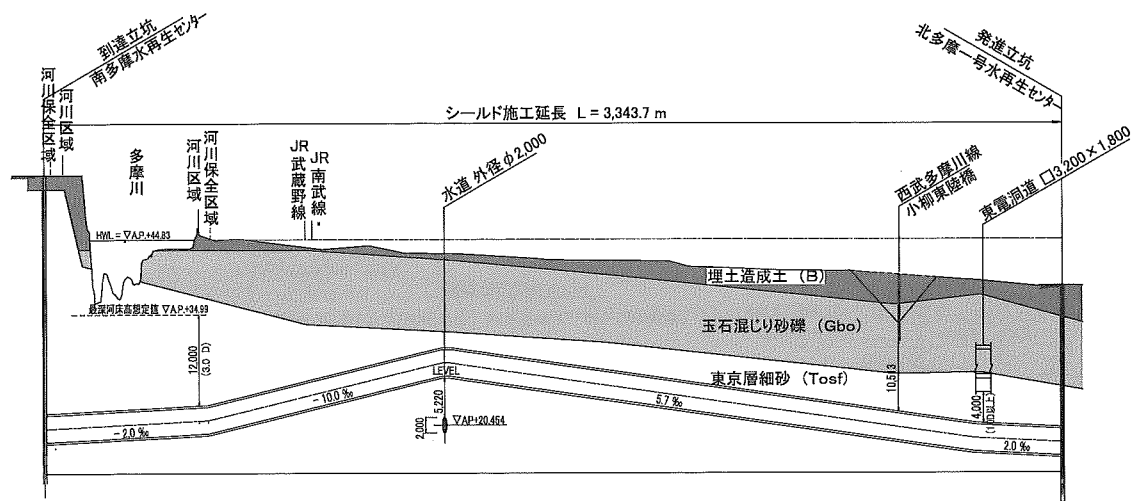 到達立坑
南多摩水再生センター
発進立坑
北多摩一号水再生センター
シールド施工延長 L = 3,343.7 m
河川保全区域
河川区域
多摩川
河川区域
河川保全区域
JR武蔵野線
JR南武線
水道 外径φ2,000
西武多摩川線
小柳東陸橋
東電洞道 □3,200×1,800
HWL = ▽A.P.+44.83
最深河床高想定値 ▽A.P.+34.99
埋土造成土 (B)
玉石混じり砂礫 (Gbo)
東京層細砂 (Tosf)
12,000
(3.0 D)
10,513
4,000
(1.0D以上)
LEVEL
- 2.0 ‰
- 10.0 ‰
5.7 ‰
2.0 ‰
5,220
2,000
▽AP+20.454